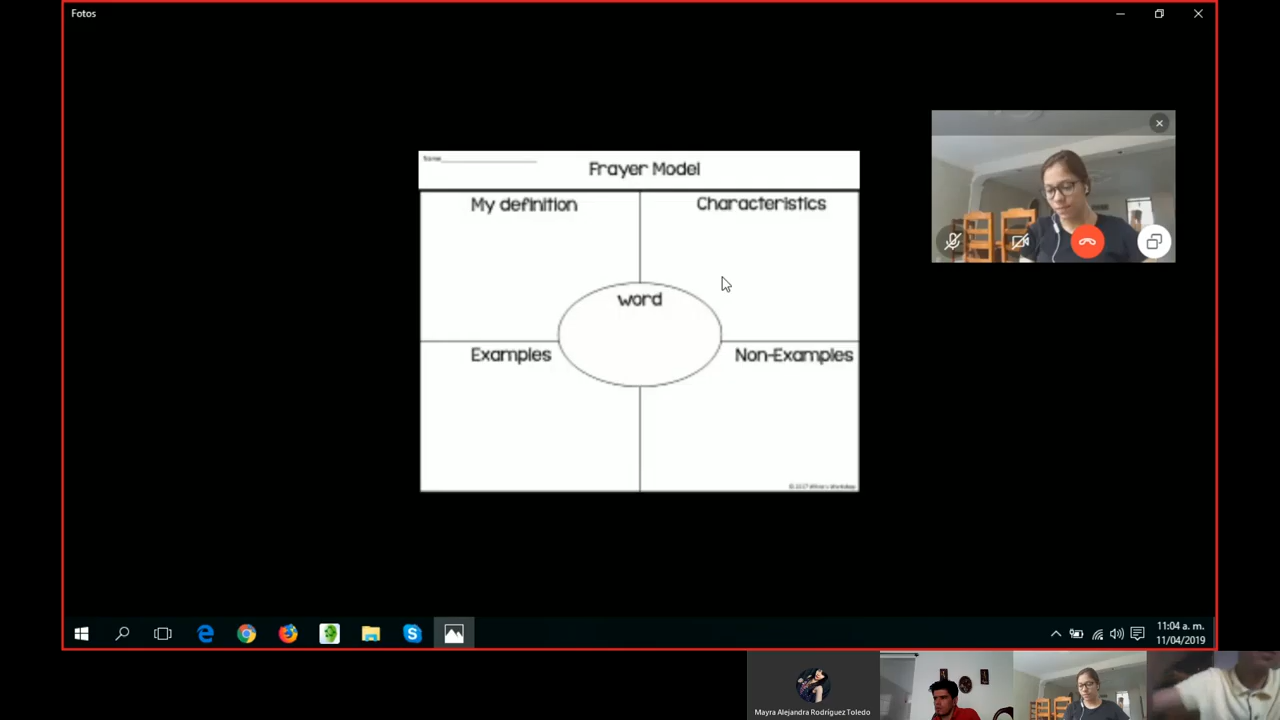 Fotos
Name
Frayer Model
My definition
Characteristics
word
Examples
Non-Examples
11:04 a. m.
11/04/2019
Mayra Alejandra Rodríguez Toledo